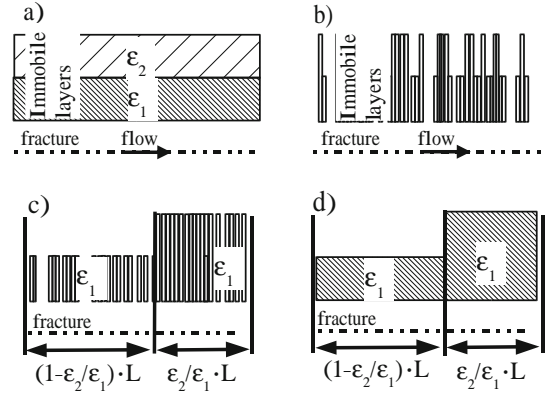 a)
ε2
Immobile
layers
ε1
fracture
flow
b)
Immobile
layers
fracture
flow
c)
ε1
ε1
fracture
(1-ε2/ε1)·L
ε2/ε1·L
d)
ε1
ε1
fracture
(1-ε2/ε1)·L
ε2/ε1·L